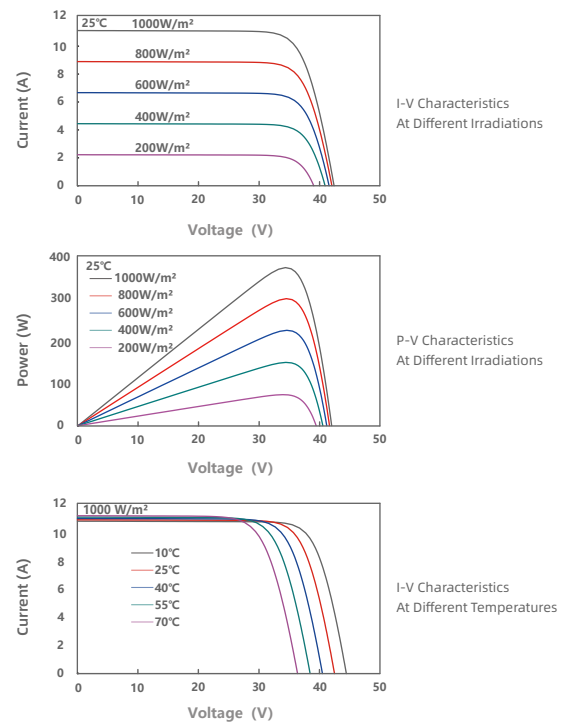 12
25℃
1000W/m²
10
800W/m²
8
600W/m²
6
400W/m²
4
200W/m²
2
0
0 10 20 30 40 50
Current (A)
Voltage (V)
I-V Characteristics
At Different Irradiations
400
25℃
1000W/m²
300
800W/m²
600W/m²
200
400W/m²
200W/m²
100
0
0 10 20 30 40 50
Power (W)
Voltage (V)
P-V Characteristics
At Different Irradiations
12
1000 W/m²
10
10℃
25℃
8
40℃
55℃
6
70℃
4
2
0
0 10 20 30 40 50
Current (A)
Voltage (V)
I-V Characteristics
At Different Temperatures